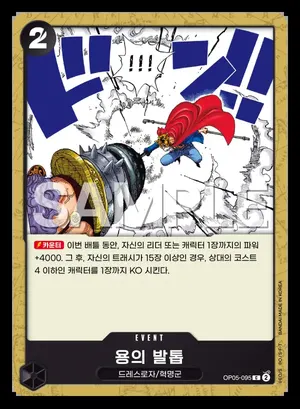 2
ドン!!
!!!
SAMPLE
카운터 이번 배틀 동안, 자신의 리더 또는 캐릭터 1장까지의 파워
+4000. 그 후, 자신의 트래시가 15장 이상인 경우, 상대의 코스트
4 이하인 캐릭터를 1장까지 KO 시킨다.
EVENT
용의 발톱
드레스로자/혁명군
OP05-095 C 2